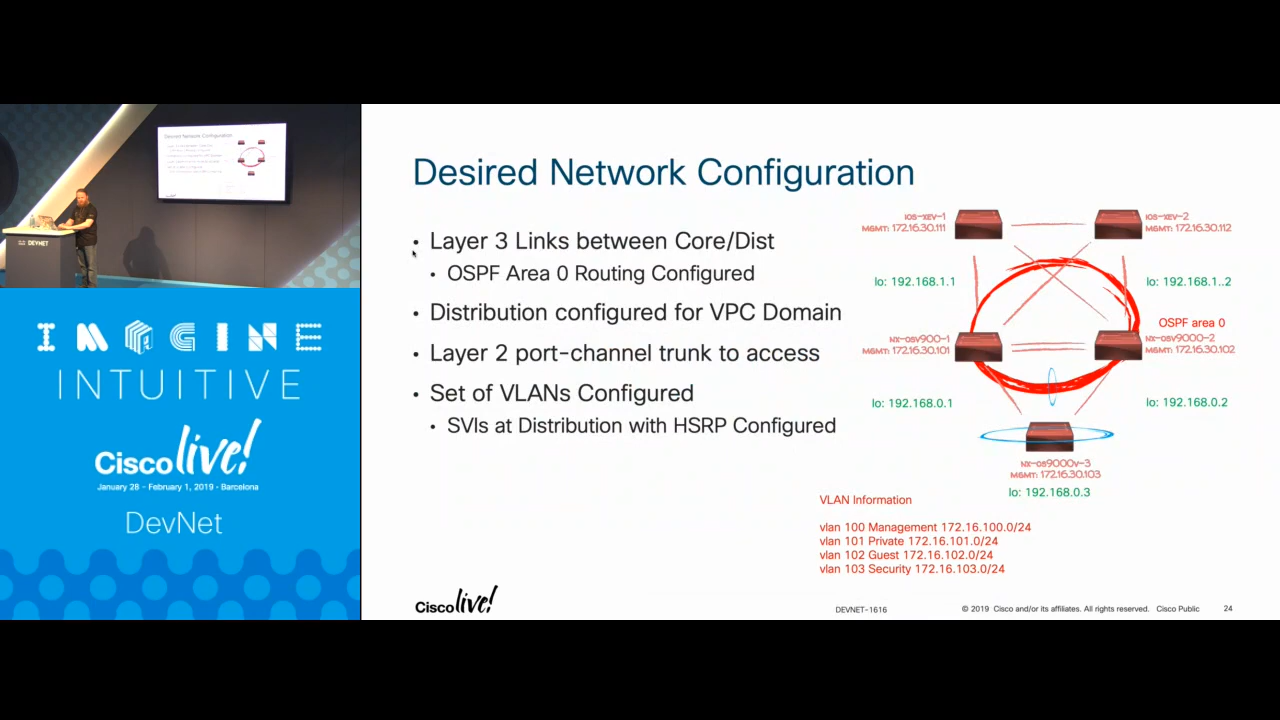 DEVNET
IMAGINE
INTUITIVE
Cisco live!
January 28 - February 1, 2019 · Barcelona
DevNet
Desired Network Configuration
• Layer 3 Links between Core/Dist
• OSPF Area 0 Routing Configured
• Distribution configured for VPC Domain
• Layer 2 port-channel trunk to access
• Set of VLANs Configured
• SVIs at Distribution with HSRP Configured
ios-xev-1
MGMT: 172.16.30.111
ios-xev-2
MGMT: 172.16.30.112
lo: 192.168.1.1
lo: 192.168.1..2
OSPF area 0
nx-osv900-1
MGMT: 172.16.30.101
nx-osv9000-2
MGMT: 172.16.30.102
lo: 192.168.0.1
lo: 192.168.0.2
nx-os9000v-3
MGMT: 172.16.30.103
lo: 192.168.0.3
VLAN Information
vlan 100 Management 172.16.100.0/24
vlan 101 Private 172.16.101.0/24
vlan 102 Guest 172.16.102.0/24
vlan 103 Security 172.16.103.0/24
Cisco live!
DEVNET-1616
© 2019 Cisco and/or its affiliates. All rights reserved. Cisco Public
24